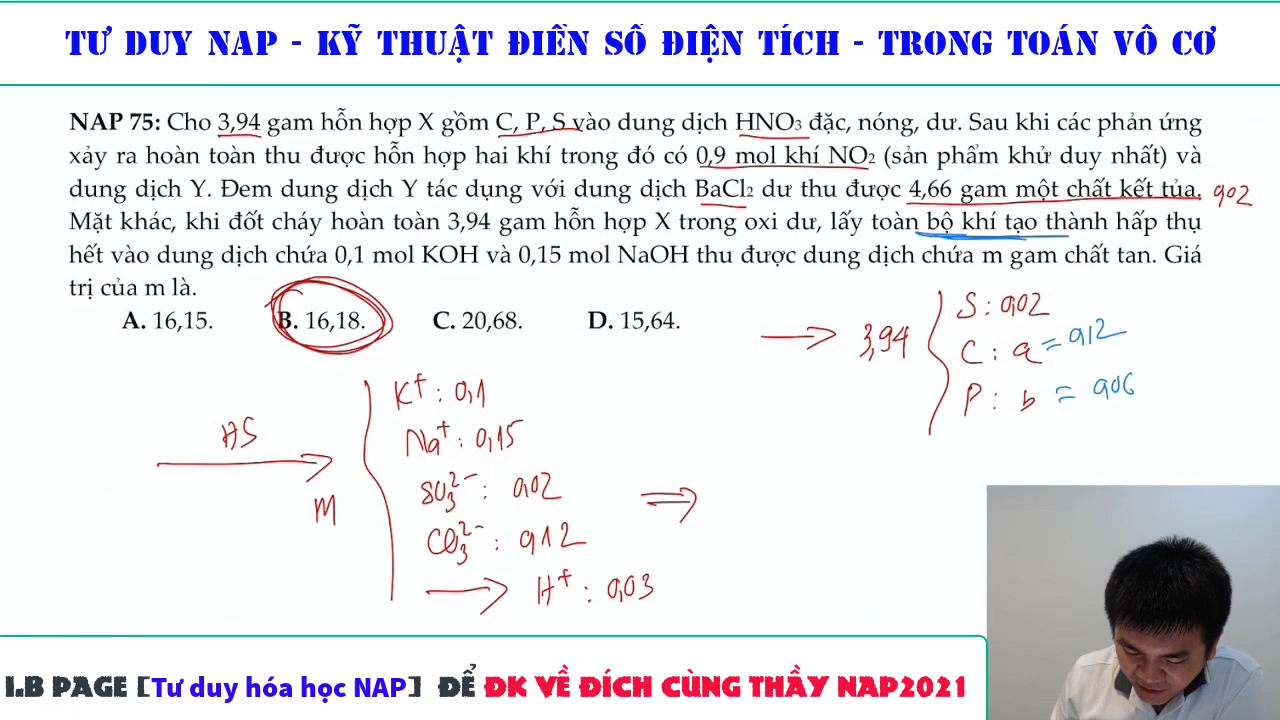 TƯ DUY NAP - KỸ THUẬT ĐIỀN SỐ ĐIỆN TÍCH - TRONG TOÁN VÔ CƠ
NAP 75: Cho 3,94 gam hỗn hợp X gồm C, P, S vào dung dịch HNO₃ đặc, nóng, dư. Sau khi các phản ứng
xảy ra hoàn toàn thu được hỗn hợp hai khí trong đó có 0,9 mol khí NO₂ (sản phẩm khử duy nhất) và
dung dịch Y. Đem dung dịch Y tác dụng với dung dịch BaCl₂ dư thu được 4,66 gam một chất kết tủa. 0,02
Mặt khác, khi đốt cháy hoàn toàn 3,94 gam hỗn hợp X trong oxi dư, lấy toàn bộ khí tạo thành hấp thụ
hết vào dung dịch chứa 0,1 mol KOH và 0,15 mol NaOH thu được dung dịch chứa m gam chất tan. Giá
trị của m là.
A. 16,15. B. 16,18. C. 20,68. D. 15,64.
→ 3,94
S: 0,02
C: a = 0,12
P: b = 0,06
ĐS →
m
K⁺: 0,1
Na⁺: 0,15
SO₃²⁻: 0,02 ⇒
CO₃²⁻: 0,12
→ H⁺: 0,03
I.B PAGE [Tư duy hóa học NAP] ĐỂ ĐK VỀ ĐÍCH CÙNG THẦY NAP2021